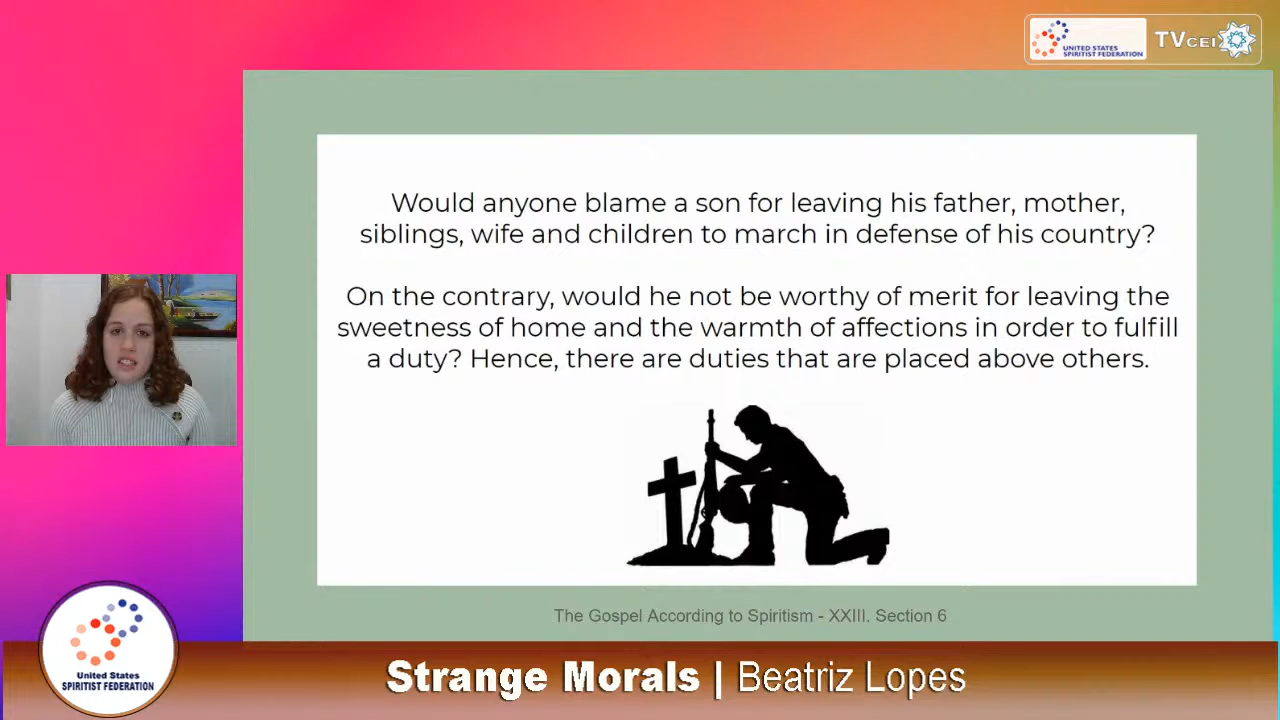 UNITED STATES
SPIRITIST FEDERATION
TVCEI
Would anyone blame a son for leaving his father, mother,
siblings, wife and children to march in defense of his country?
On the contrary, would he not be worthy of merit for leaving the
sweetness of home and the warmth of affections in order to fulfill
a duty? Hence, there are duties that are placed above others.
The Gospel According to Spiritism - XXIII. Section 6
United States
SPIRITIST FEDERATION
Strange Morals | Beatriz Lopes